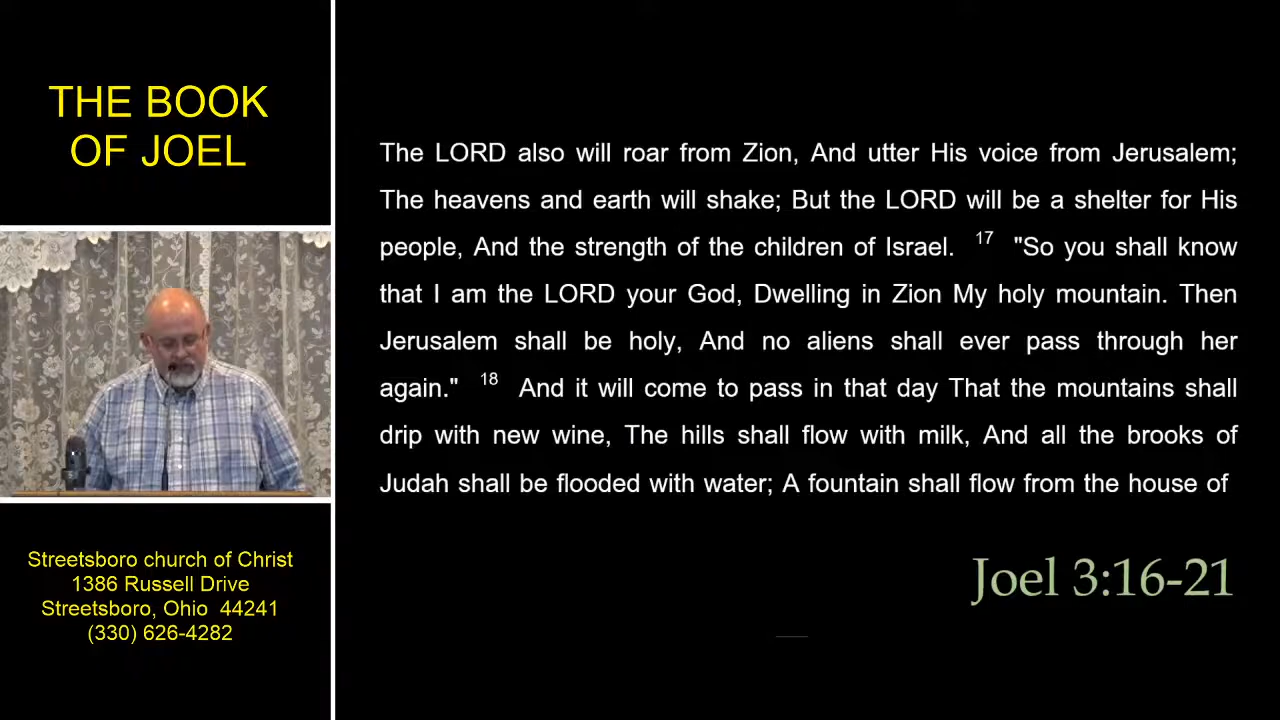 THE BOOK
OF JOEL
The LORD also will roar from Zion, And utter His voice from Jerusalem;
The heavens and earth will shake; But the LORD will be a shelter for His
people, And the strength of the children of Israel. 17 "So you shall know
that I am the LORD your God, Dwelling in Zion My holy mountain. Then
Jerusalem shall be holy, And no aliens shall ever pass through her
again." 18 And it will come to pass in that day That the mountains shall
drip with new wine, The hills shall flow with milk, And all the brooks of
Judah shall be flooded with water; A fountain shall flow from the house of
Joel 3:16-21
Streetsboro church of Christ
1386 Russell Drive
Streetsboro, Ohio 44241
(330) 626-4282